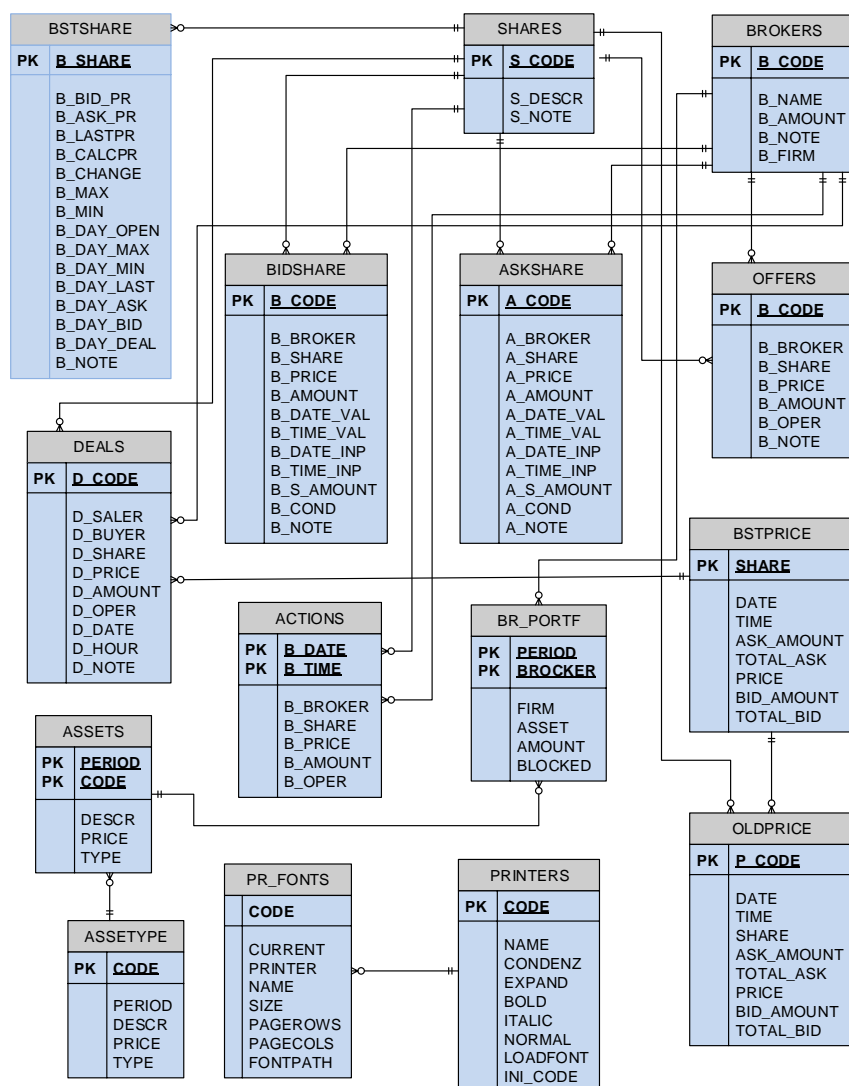 BSTSHARE
PK B_SHARE
B_BID_PR
B_ASK_PR
B_LASTPR
B_CALCPR
B_CHANGE
B_MAX
B_MIN
B_DAY_OPEN
B_DAY_MAX
B_DAY_MIN
B_DAY_LAST
B_DAY_ASK
B_DAY_BID
B_DAY_DEAL
B_NOTE
SHARES
PK S_CODE
S_DESCR
S_NOTE
BROKERS
PK B_CODE
B_NAME
B_AMOUNT
B_NOTE
B_FIRM
BIDSHARE
PK B_CODE
B_BROKER
B_SHARE
B_PRICE
B_AMOUNT
B_DATE_VAL
B_TIME_VAL
B_DATE_INP
B_TIME_INP
B_S_AMOUNT
B_COND
B_NOTE
ASKSHARE
PK A_CODE
A_BROKER
A_SHARE
A_PRICE
A_AMOUNT
A_DATE_VAL
A_TIME_VAL
A_DATE_INP
A_TIME_INP
A_S_AMOUNT
A_COND
A_NOTE
OFFERS
PK B_CODE
B_BROKER
B_SHARE
B_PRICE
B_AMOUNT
B_OPER
B_NOTE
DEALS
PK D_CODE
D_SALER
D_BUYER
D_SHARE
D_PRICE
D_AMOUNT
D_OPER
D_DATE
D_HOUR
D_NOTE
BSTPRICE
PK SHARE
DATE
TIME
ASK_AMOUNT
TOTAL_ASK
PRICE
BID_AMOUNT
TOTAL_BID
ACTIONS
PK B_DATE
PK B_TIME
B_BROKER
B_SHARE
B_PRICE
B_AMOUNT
B_OPER
BR_PORTF
PK PERIOD
PK BROCKER
FIRM
ASSET
AMOUNT
BLOCKED
ASSETS
PK PERIOD
PK CODE
DESCR
PRICE
TYPE
OLDPRICE
PK P_CODE
DATE
TIME
SHARE
ASK_AMOUNT
TOTAL_ASK
PRICE
BID_AMOUNT
TOTAL_BID
PR_FONTS
CODE
CURRENT
PRINTER
NAME
SIZE
PAGEROWS
PAGECOLS
FONTPATH
PRINTERS
PK CODE
NAME
CONDENZ
EXPAND
BOLD
ITALIC
NORMAL
LOADFONT
INI_CODE
ASSETYPE
PK CODE
PERIOD
DESCR
PRICE
TYPE